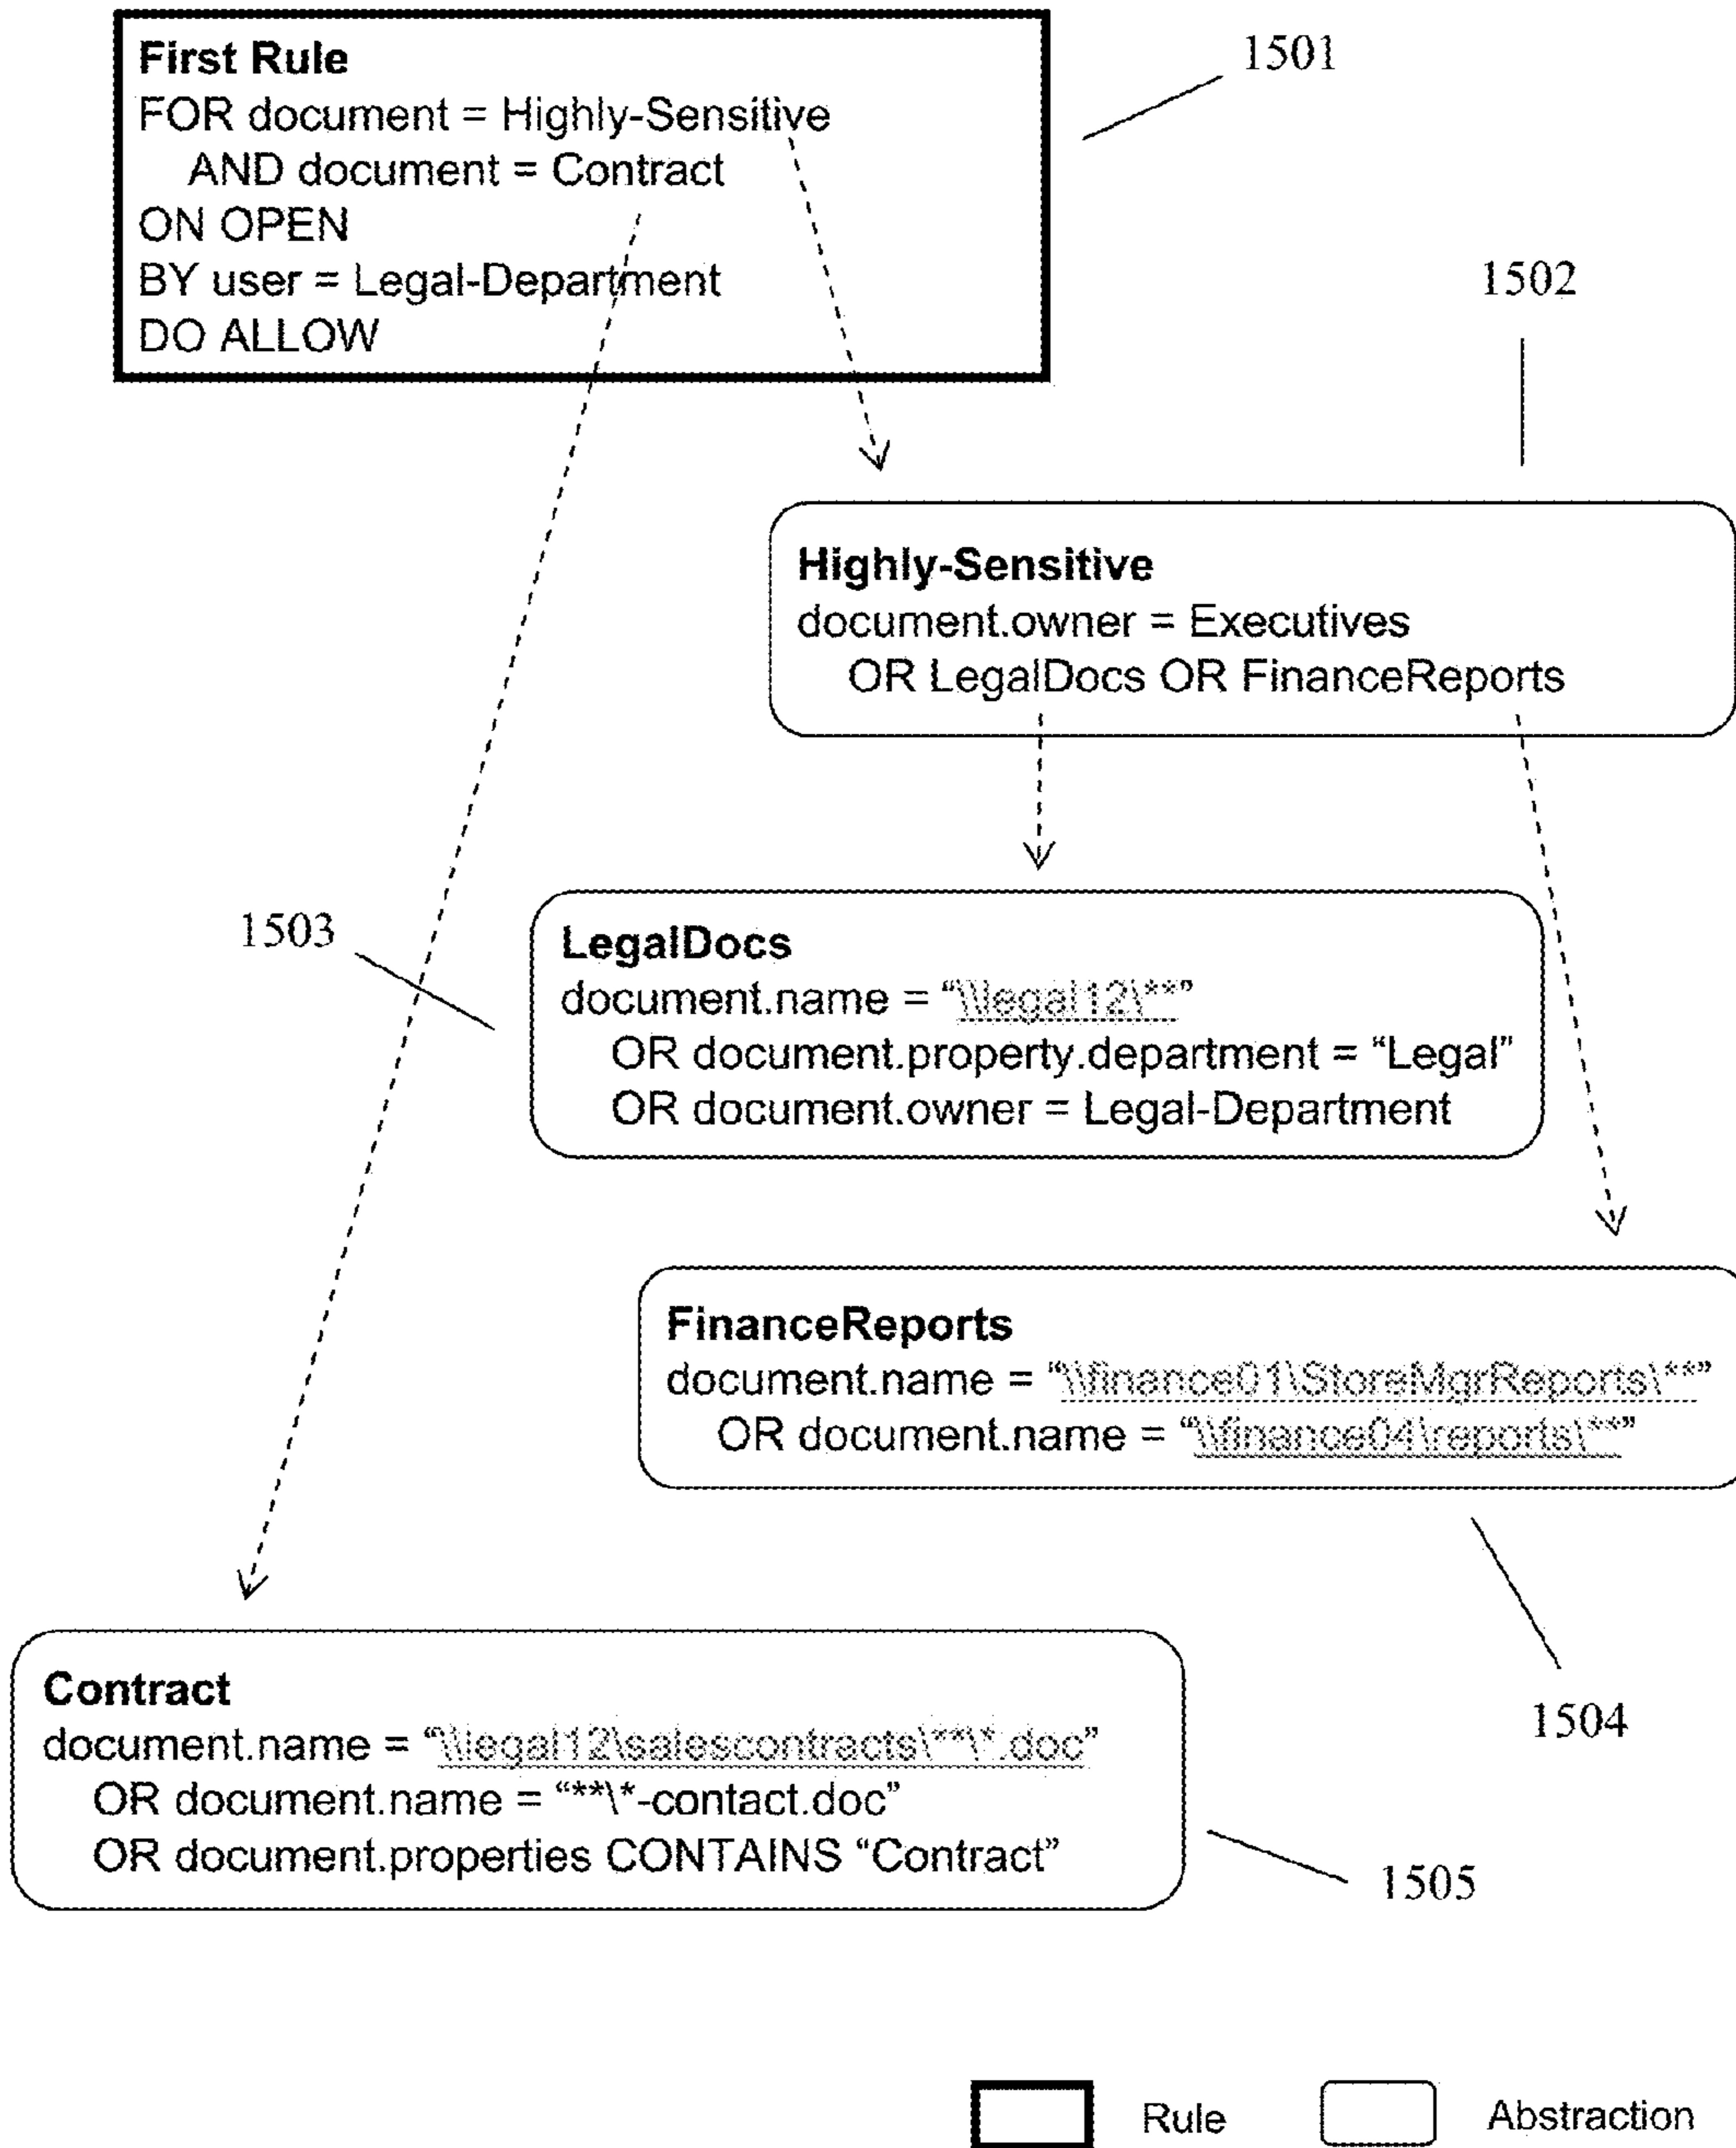 First Rule
FOR document = Highly-Sensitive
AND document = Contract
ON OPEN
BY user = Legal-Department
DO ALLOW
1501
1502
Highly-Sensitive
document.owner = Executives
OR LegalDocs OR FinanceReports
1503
LegalDocs
document.name = “\\legal12\**”
OR document.property.department = “Legal”
OR document.owner = Legal-Department
FinanceReports
document.name = “\\finance01\StoreMgrReports\**”
OR document.name = “\\finance04\reports\**”
1504
Contract
document.name = “\\legal12\salescontracts\**\*.doc”
OR document.name = “**\*-contact.doc”
OR document.properties CONTAINS “Contract”
1505
Rule
Abstraction